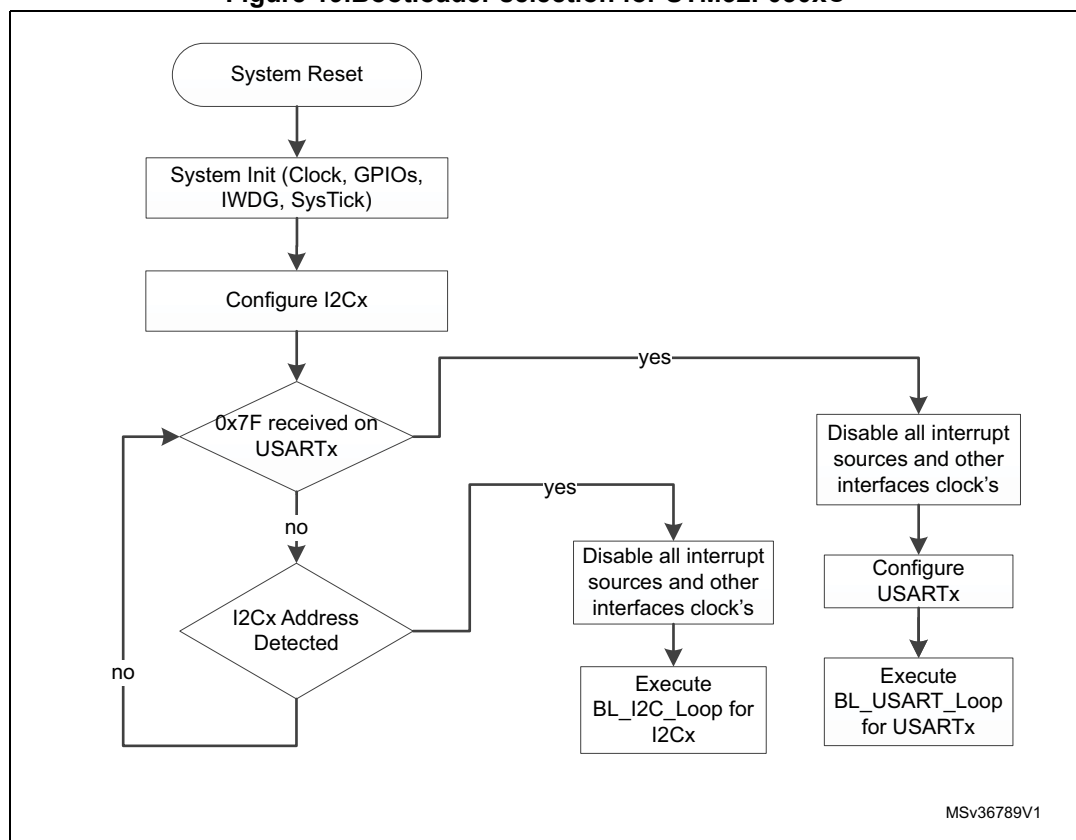 System Reset
System Init (Clock, GPIOs,
IWDG, SysTick)
Configure I2Cx
yes
0x7F received on
USARTx
Disable all interrupt
sources and other
interfaces clock's
yes
no
Disable all interrupt
sources and other
interfaces clock's
Configure
USARTx
I2Cx Address
Detected
no
Execute
BL_I2C_Loop for
I2Cx
Execute
BL_USART_Loop
for USARTx
MSv36789V1